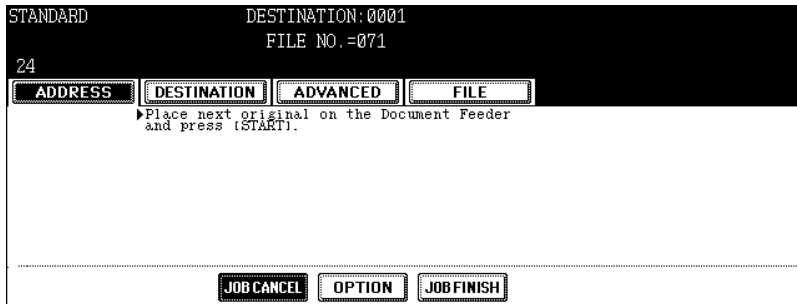 STANDARD DESTINATION:0001
FILE NO.=071
24
ADDRESS DESTINATION ADVANCED FILE
▶Place next original on the Document Feeder
and press [START].
JOB CANCEL OPTION JOB FINISH